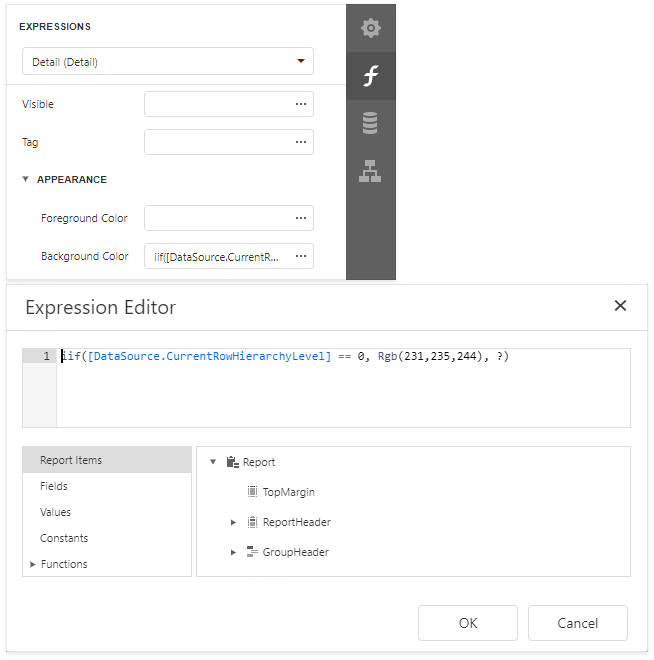 EXPRESSIONS
Detail (Detail)
Visible
...
Tag
...
APPEARANCE
Foreground Color
...
Background Color
iif([DataSource.CurrentR... ...
Expression Editor
1 iif([DataSource.CurrentRowHierarchyLevel] == 0, Rgb(231,235,244), ?)
Report Items
Fields
Values
Constants
Functions
Report
TopMargin
ReportHeader
GroupHeader
OK
Cancel